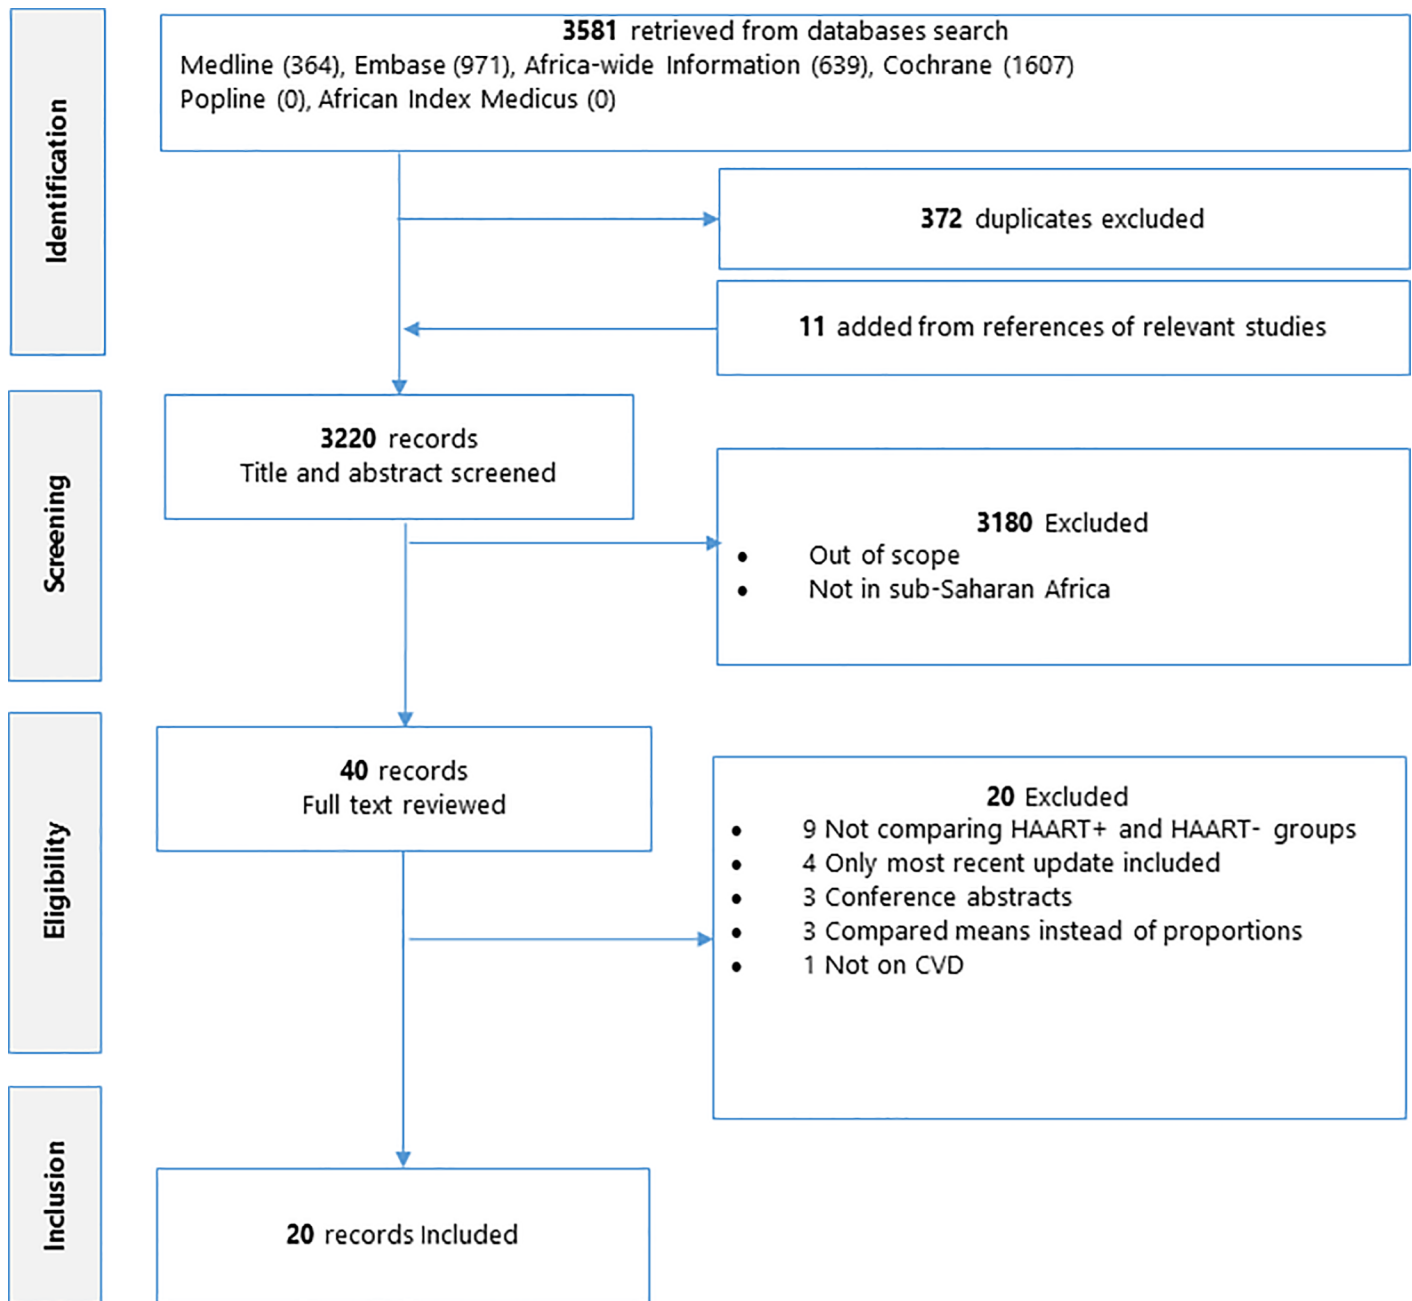 Identification
3581 retrieved from databases search
Medline (364), Embase (971), Africa-wide Information (639), Cochrane (1607)
Popline (0), African Index Medicus (0)
372 duplicates excluded
11 added from references of relevant studies
Screening
3220 records
Title and abstract screened
3180 Excluded
• Out of scope
• Not in sub-Saharan Africa
Eligibility
40 records
Full text reviewed
20 Excluded
• 9 Not comparing HAART+ and HAART- groups
• 4 Only most recent update included
• 3 Conference abstracts
• 3 Compared means instead of proportions
• 1 Not on CVD
Inclusion
20 records Included